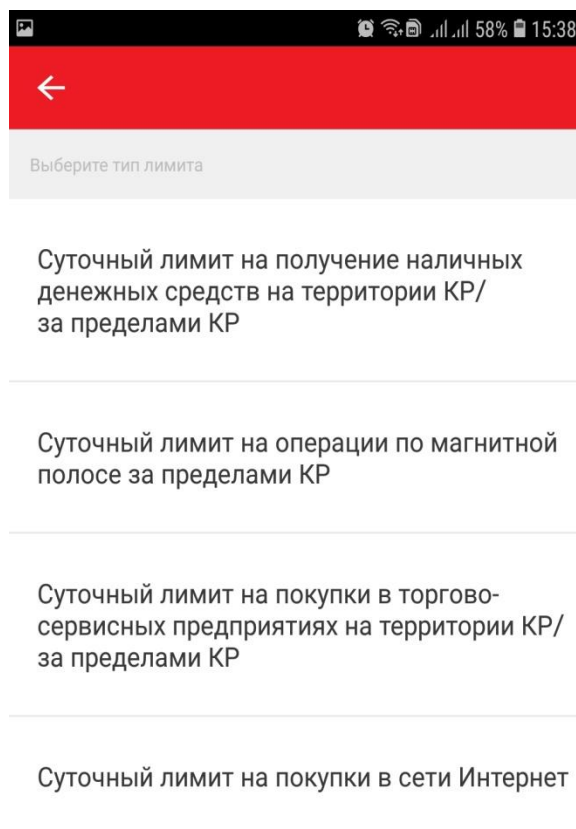 58% 15:38
Выберите тип лимита
Суточный лимит на получение наличных
денежных средств на территории КР/
за пределами КР
Суточный лимит на операции по магнитной
полосе за пределами КР
Суточный лимит на покупки в торгово-
сервисных предприятиях на территории КР/
за пределами КР
Суточный лимит на покупки в сети Интернет